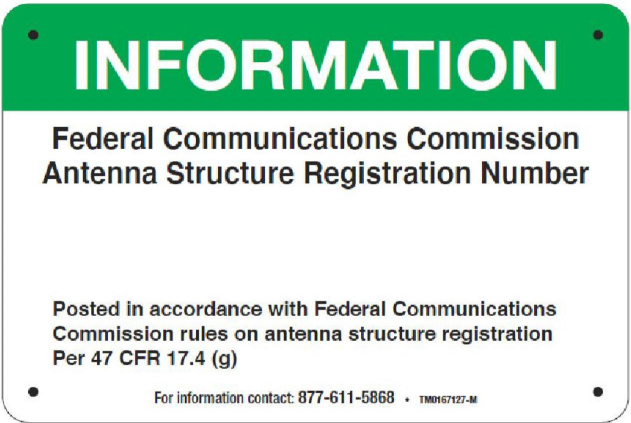 INFORMATION
Federal Communications Commission
Antenna Structure Registration Number
Posted in accordance with Federal Communications
Commission rules on antenna structure registration
Per 47 CFR 17.4 (g)
For information contact: 877-611-5868 • TM0167127-M